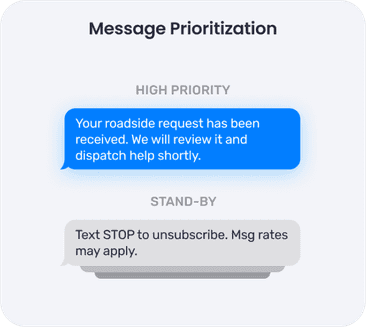 Message Prioritization
HIGH PRIORITY
Your roadside request has been
received. We will review it and
dispatch help shortly.
STAND-BY
Text STOP to unsubscribe. Msg rates
may apply.